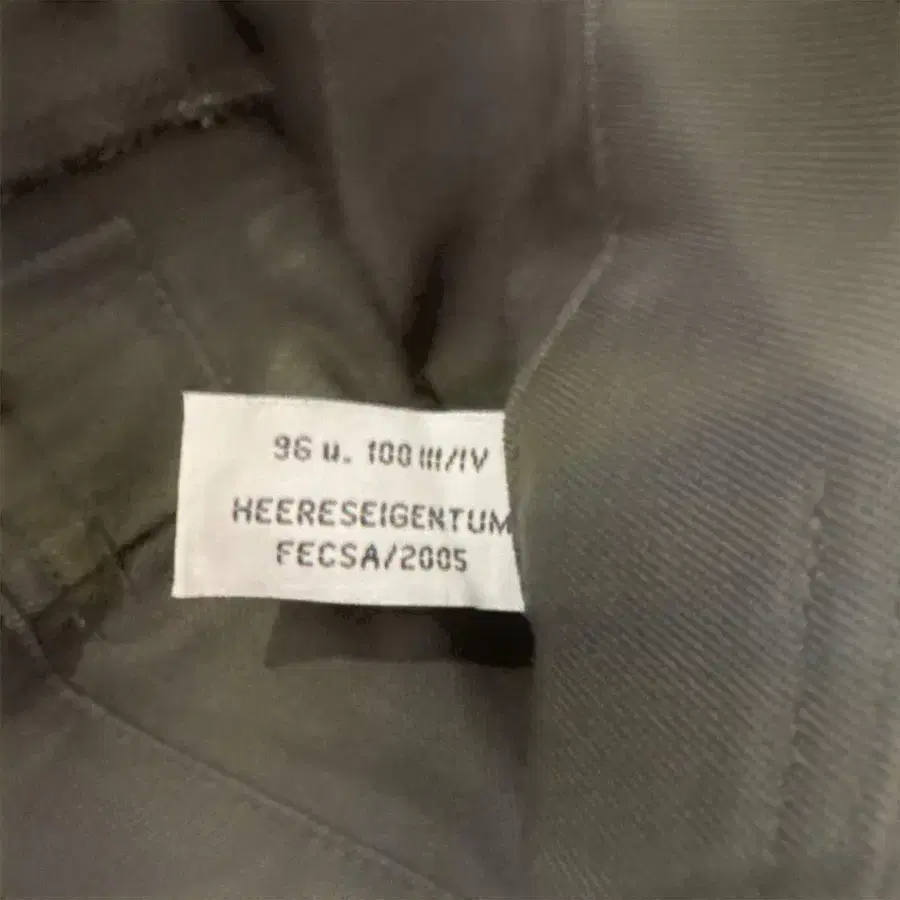 96 u. 100 III/IV
HEERESEIGENTUM
FECSA/2005